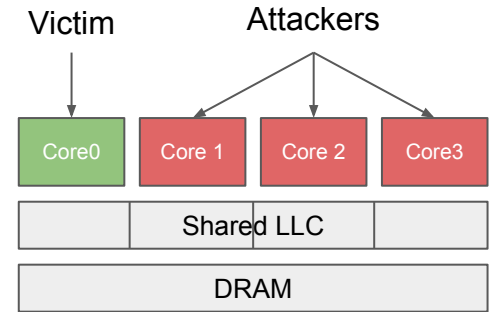 Victim
Attackers
Core0
Core 1
Core 2
Core3
Shared LLC
DRAM